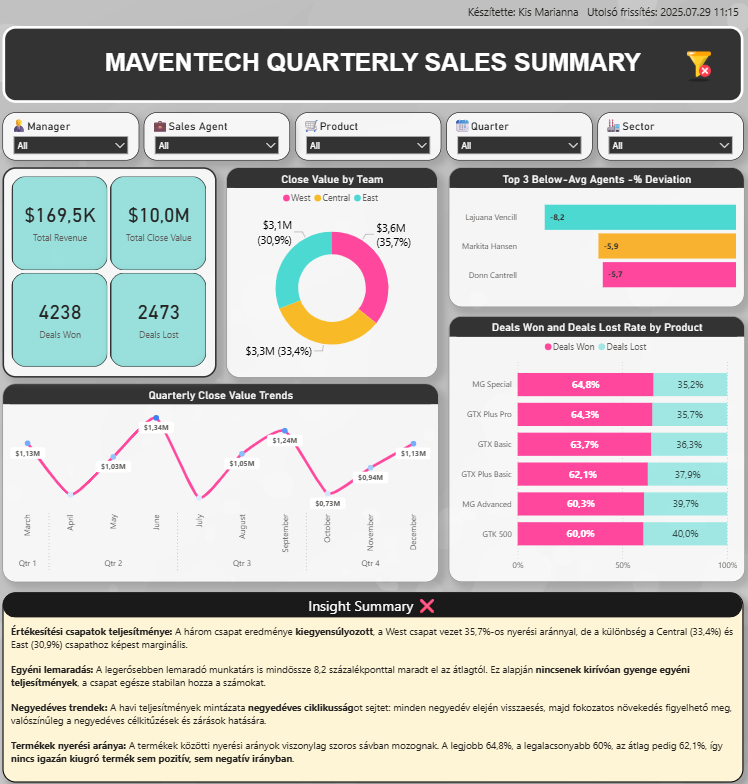 Készítette: Kis Marianna Utolsó frissítés: 2025.07.29 11:15
MAVENTECH QUARTERLY SALES SUMMARY
Manager
All
Sales Agent
All
Product
All
Quarter
All
Sector
All
$169,5K
Total Revenue
$10,0M
Total Close Value
4238
Deals Won
2473
Deals Lost
Close Value by Team
West Central East
$3,1M
(30,9%)
$3,6M
(35,7%)
$3,3M (33,4%)
Top 3 Below-Avg Agents -% Deviation
Lajuana Vencill -8,2
Markita Hansen -5,9
Donn Cantrell -5,7
Deals Won and Deals Lost Rate by Product
Deals Won Deals Lost
MG Special 64,8% 35,2%
GTX Plus Pro 64,3% 35,7%
GTX Basic 63,7% 36,3%
GTX Plus Basic 62,1% 37,9%
MG Advanced 60,3% 39,7%
GTK 500 60,0% 40,0%
0% 50% 100%
Quarterly Close Value Trends
$1,13M
$1,03M
$1,34M
$1,05M
$1,24M
$0,73M
$0,94M
$1,13M
March April May June July August September October November December
Qtr 1 Qtr 2 Qtr 3 Qtr 4
Insight Summary
Értékesítési csapatok teljesítménye: A három csapat eredménye kiegyensúlyozott, a West csapat vezet 35,7%-os nyerési aránnyal, de a különbség a Central (33,4%) és
East (30,9%) csapathoz képest marginális.
Egyéni lemaradás: A legerősebben lemaradó munkatárs is mindössze 8,2 százalékponttal maradt el az átlagtól. Ez alapján nincsenek kirívóan gyenge egyéni
teljesítmények, a csapat egésze stabilan hozza a számokat.
Negyedéves trendek: A havi teljesítmények mintázata negyedéves ciklikusságot sejtet: minden negyedév elején visszaesés, majd fokozatos növekedés figyelhető meg,
valószínűleg a negyedéves célkitűzések és zárások hatására.
Termékek nyerési aránya: A termékek közötti nyerési arányok viszonylag szoros sávban mozognak. A legjobb 64,8%, a legalacsonyabb 60%, az átlag pedig 62,1%, így
nincs igazán kiugró termék sem pozitív, sem negatív irányban.